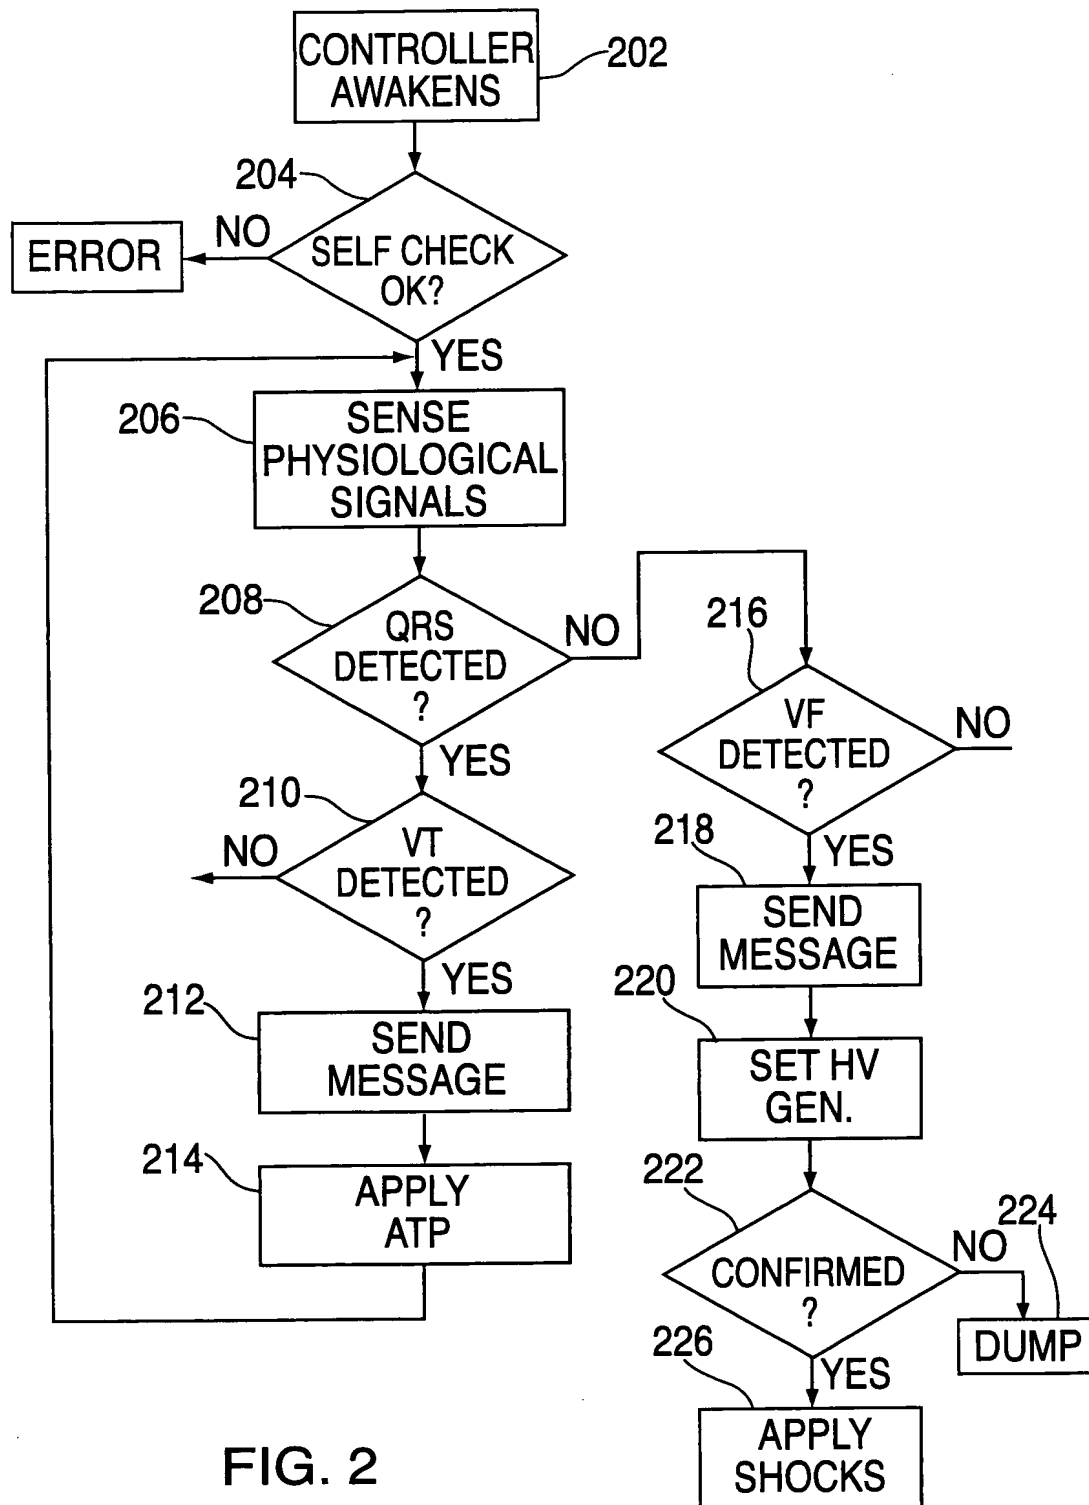 CONTROLLER
AWAKENS
202
204
NO
ERROR
SELF CHECK
OK?
YES
206
SENSE
PHYSIOLOGICAL
SIGNALS
208
QRS
DETECTED
?
NO
YES
210
NO
VT
DETECTED
?
YES
212
SEND
MESSAGE
214
APPLY
ATP
216
VF
DETECTED
?
NO
YES
218
SEND
MESSAGE
220
SET HV
GEN.
222
CONFIRMED
?
NO
224
DUMP
YES
226
APPLY
SHOCKS
FIG. 2